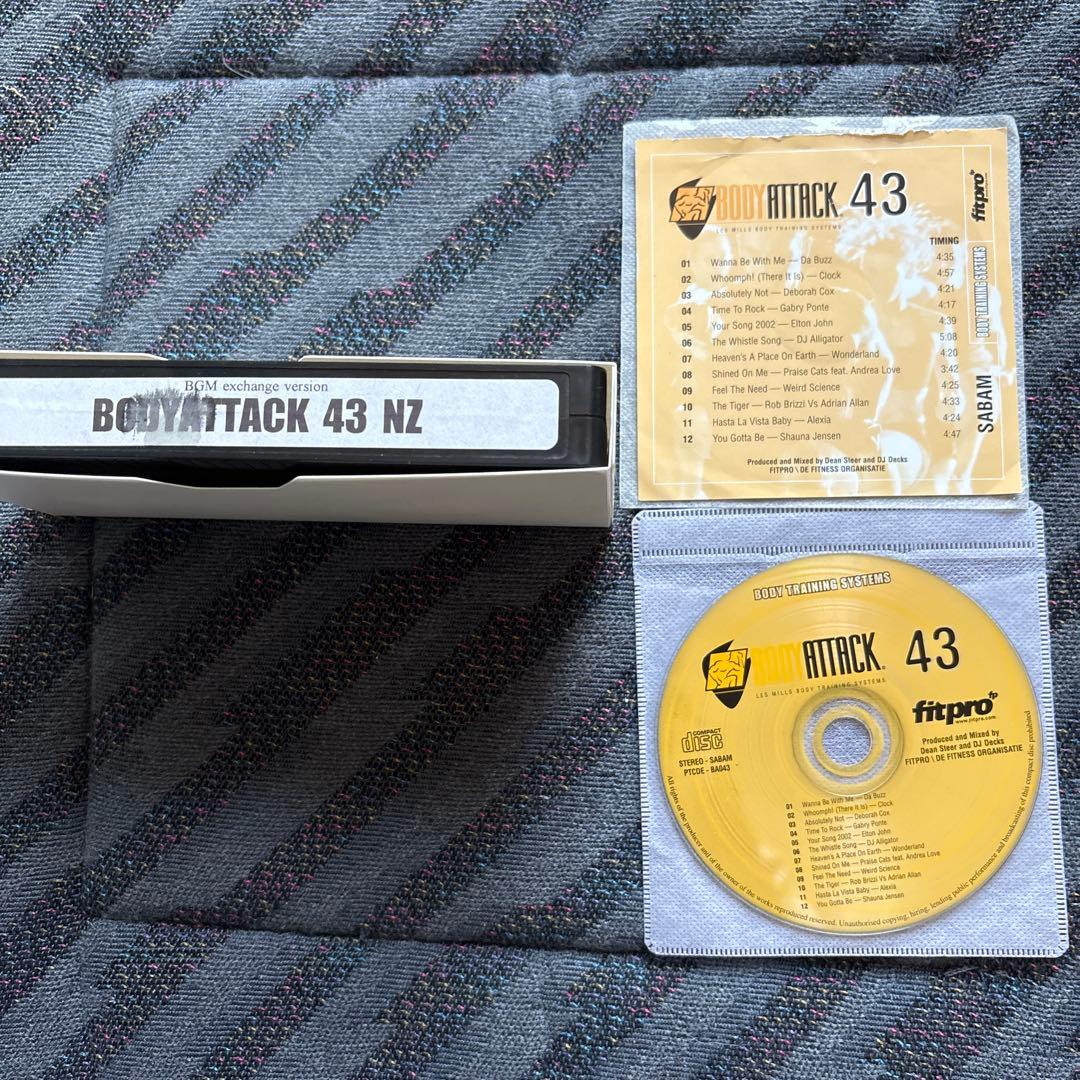 BGM exchange version
BODYATTACK 43 NZ
BODYATTACK 43
LES MILLS BODY TRAINING SYSTEMS
fitpro fp
BODY TRAINING SYSTEMS
SABAM
TIMING
01 Wanna Be With Me — Da Buzz 4:35
02 Whoomph! (There It Is) — Clock 4:57
03 Absolutely Not — Deborah Cox 4:21
04 Time To Rock — Gabry Ponte 4:17
05 Your Song 2002 — Elton John 4:39
06 The Whistle Song — DJ Alligator 5:08
07 Heaven's A Place On Earth — Wonderland 4:20
08 Shined On Me — Praise Cats feat. Andrea Love 3:42
09 Feel The Need — Weird Science 4:25
10 The Tiger — Rob Brizzi Vs Adrian Allan 4:33
11 Hasta La Vista Baby — Alexia 4:24
12 You Gotta Be — Shauna Jensen 4:47
Produced and Mixed by Dean Steer and DJ Decks
FITPRO \ DE FITNESS ORGANISATIE
BODY TRAINING SYSTEMS
BODYATTACK® 43
LES MILLS BODY TRAINING SYSTEMS
fitpro fp
www.fitpro.com
COMPACT
disc
STEREO - SABAM
PTCDE - BA043
Produced and Mixed by
Dean Steer and DJ Decks
FITPRO \ DE FITNESS ORGANISATIE
01 Wanna Be With Me — Da Buzz
02 Whoomph! (There It Is) — Clock
03 Absolutely Not — Deborah Cox
04 Time To Rock — Gabry Ponte
05 Your Song 2002 — Elton John
06 The Whistle Song — DJ Alligator
07 Heaven's A Place On Earth — Wonderland
08 Shined On Me — Praise Cats feat. Andrea Love
09 Feel The Need — Weird Science
10 The Tiger — Rob Brizzi Vs Adrian Allan
11 Hasta La Vista Baby — Alexia
12 You Gotta Be — Shauna Jensen
All rights of the producer and of the owner of the works reproduced reserved. Unauthorised copying, hiring, lending public performance and broadcasting of this compact disc prohibited